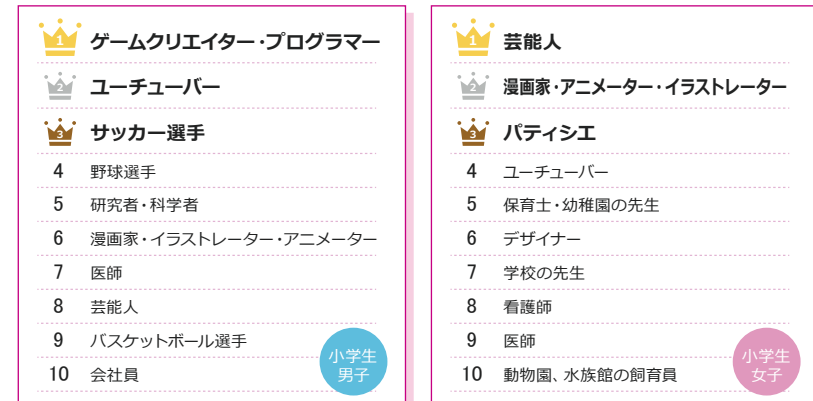 1 ゲームクリエイター・プログラマー
2 ユーチューバー
3 サッカー選手
4 野球選手
5 研究者・科学者
6 漫画家・イラストレーター・アニメーター
7 医師
8 芸能人
9 バスケットボール選手
10 会社員
小学生
男子
1 芸能人
2 漫画家・アニメーター・イラストレーター
3 パティシエ
4 ユーチューバー
5 保育士・幼稚園の先生
6 デザイナー
7 学校の先生
8 看護師
9 医師
10 動物園、水族館の飼育員
小学生
女子